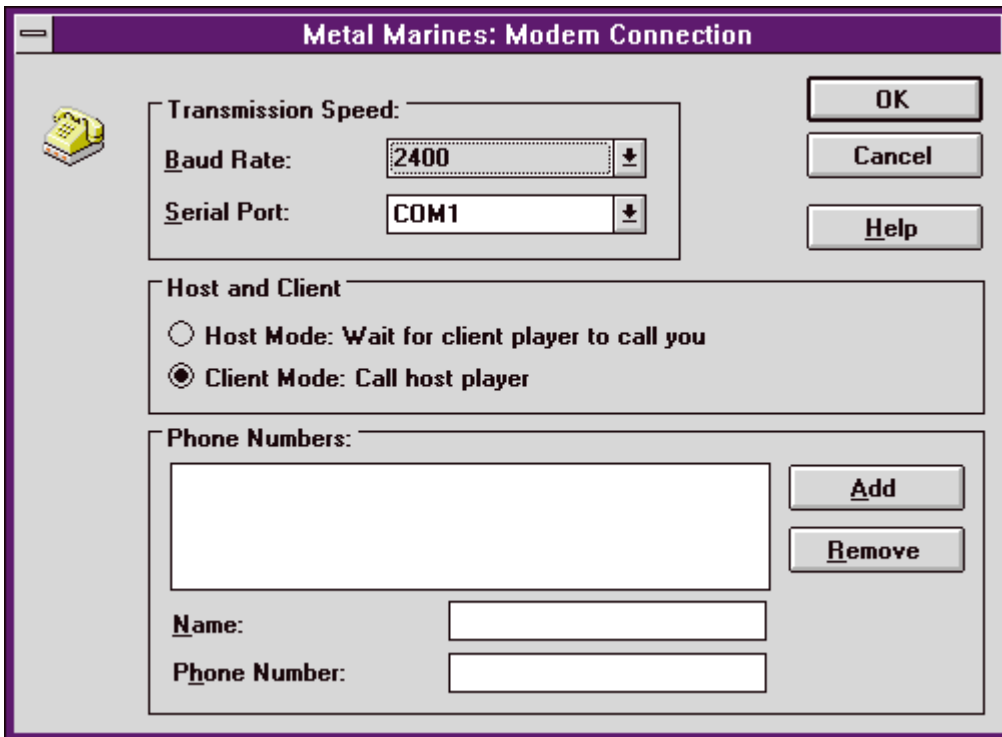 Metal Marines: Modem Connection
Transmission Speed:
Baud Rate: 2400
Serial Port: COM1
OK
Cancel
Help
Host and Client
Host Mode: Wait for client player to call you
Client Mode: Call host player
Phone Numbers:
Add
Remove
Name:
Phone Number: